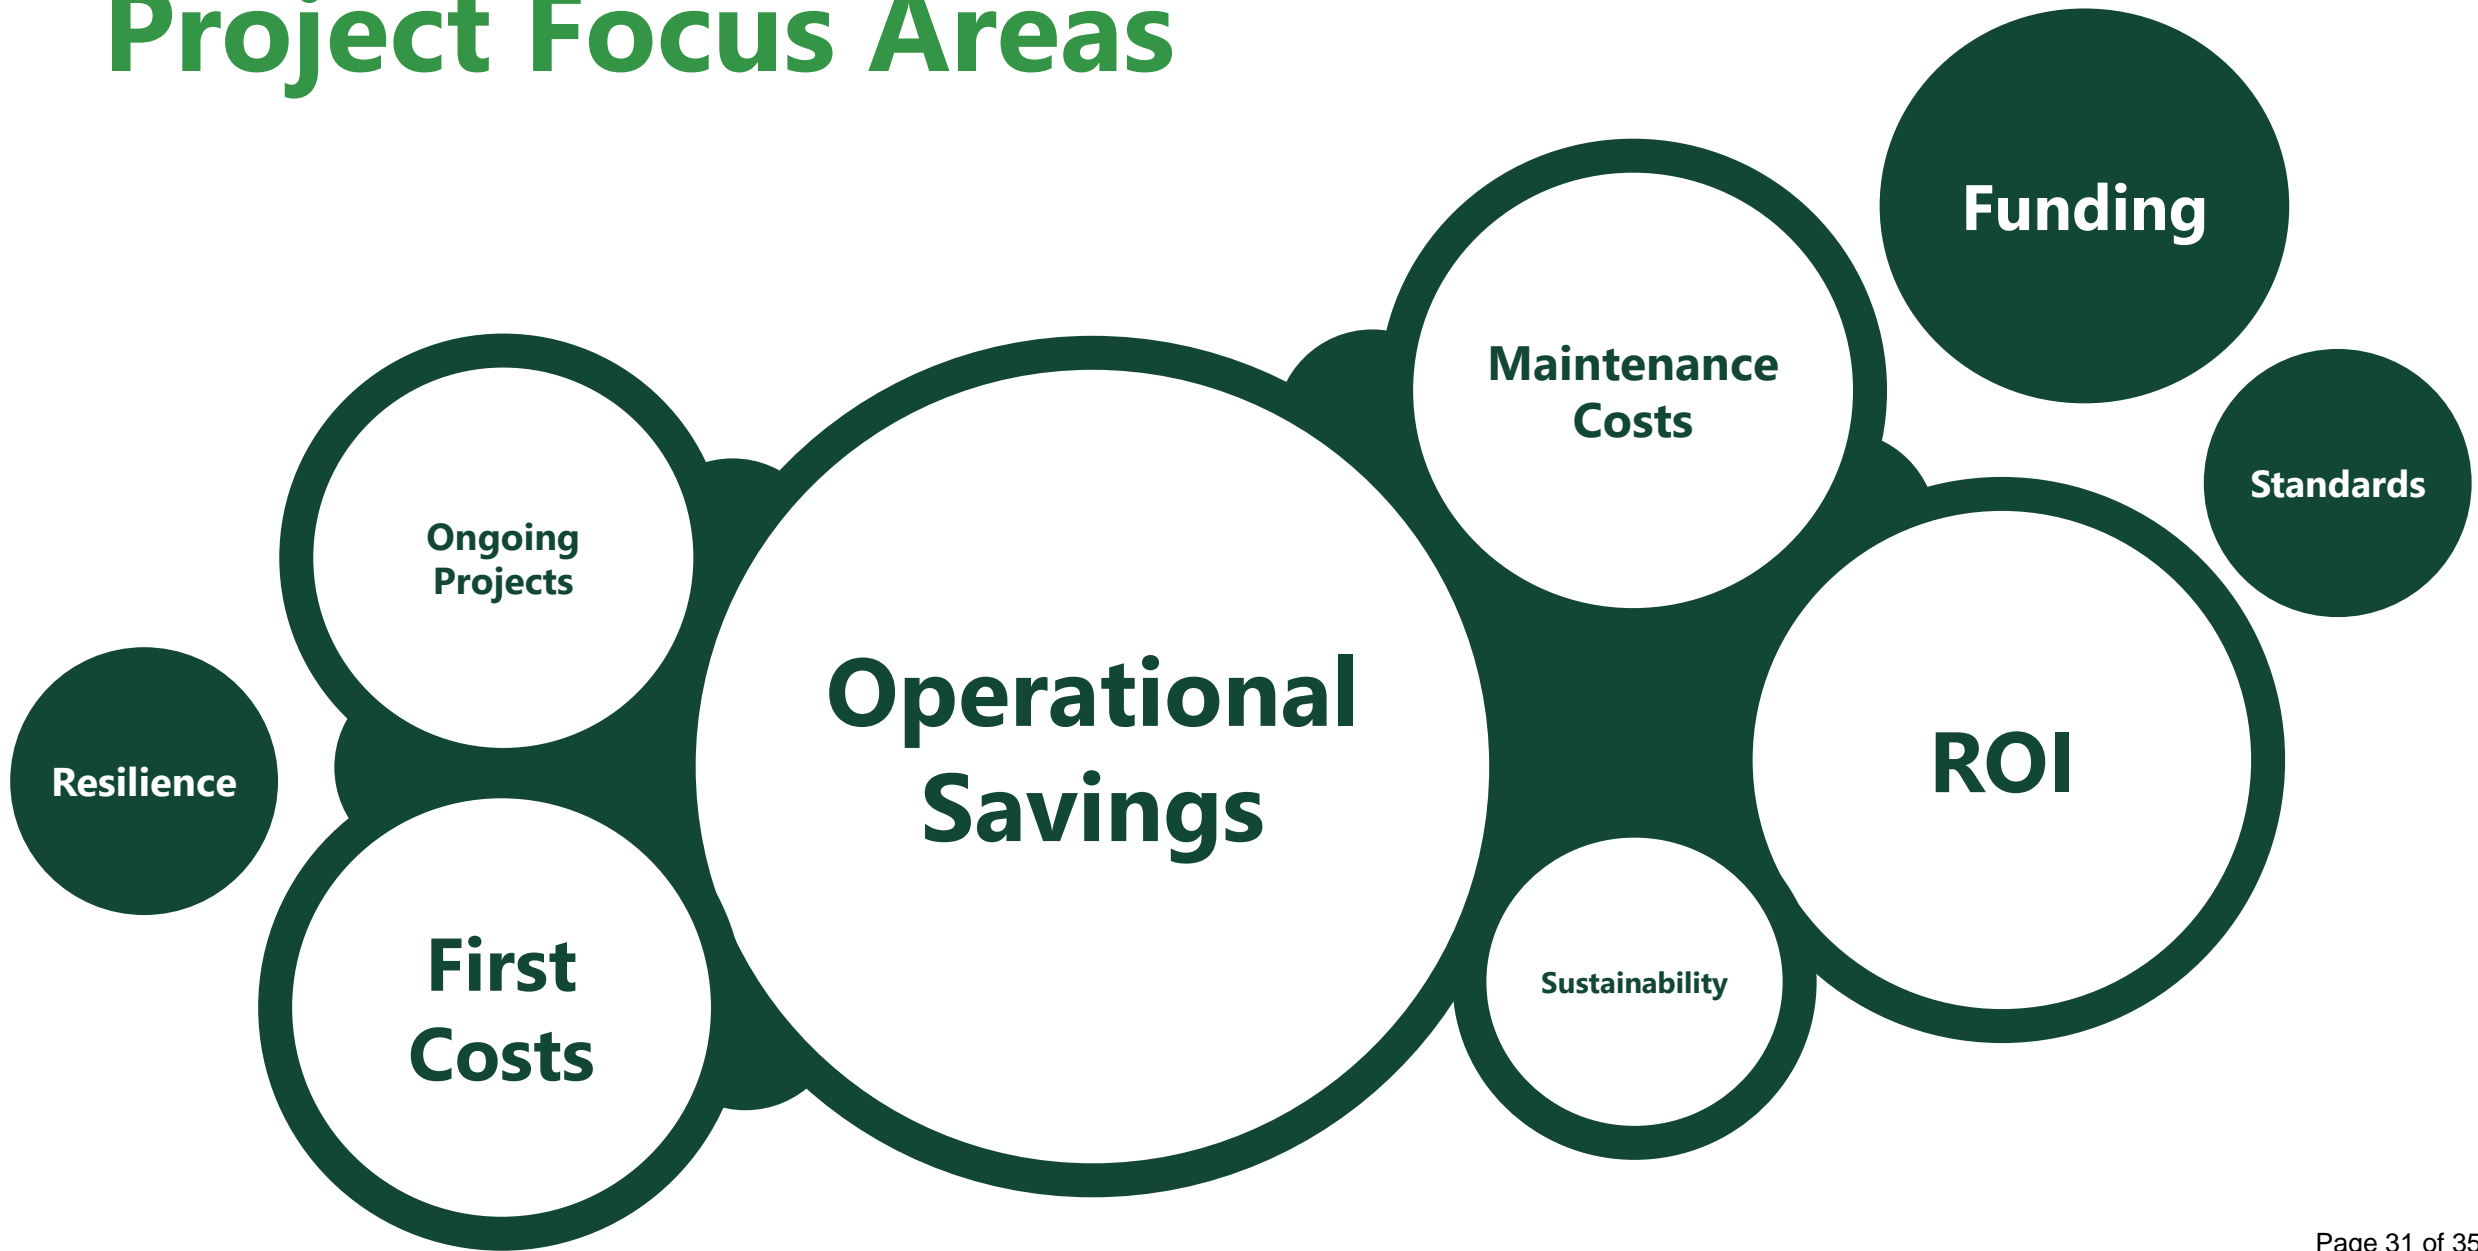 Project Focus Areas
Funding
Maintenance
Costs
Standards
Ongoing
Projects
Operational
Savings
ROI
Resilience
First
Costs
Sustainability
Page 31 of 35